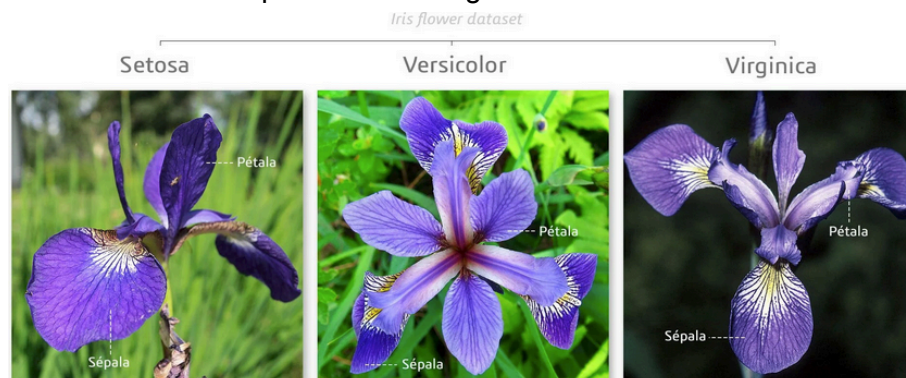 Iris flower dataset
Setosa
Versicolor
Virginica
Pétala
Sépala
Pétala
Sépala
Pétala
Sépala